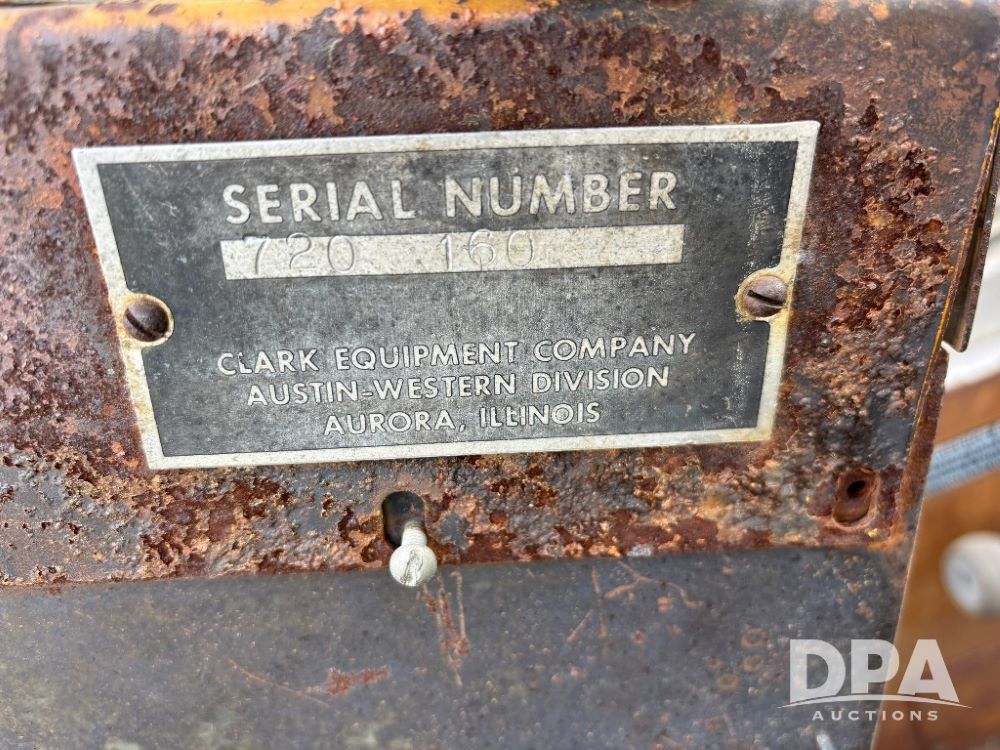 SERIAL NUMBER
720 160
CLARK EQUIPMENT COMPANY
AUSTIN-WESTERN DIVISION
AURORA, ILLINOIS
DPA
AUCTIONS